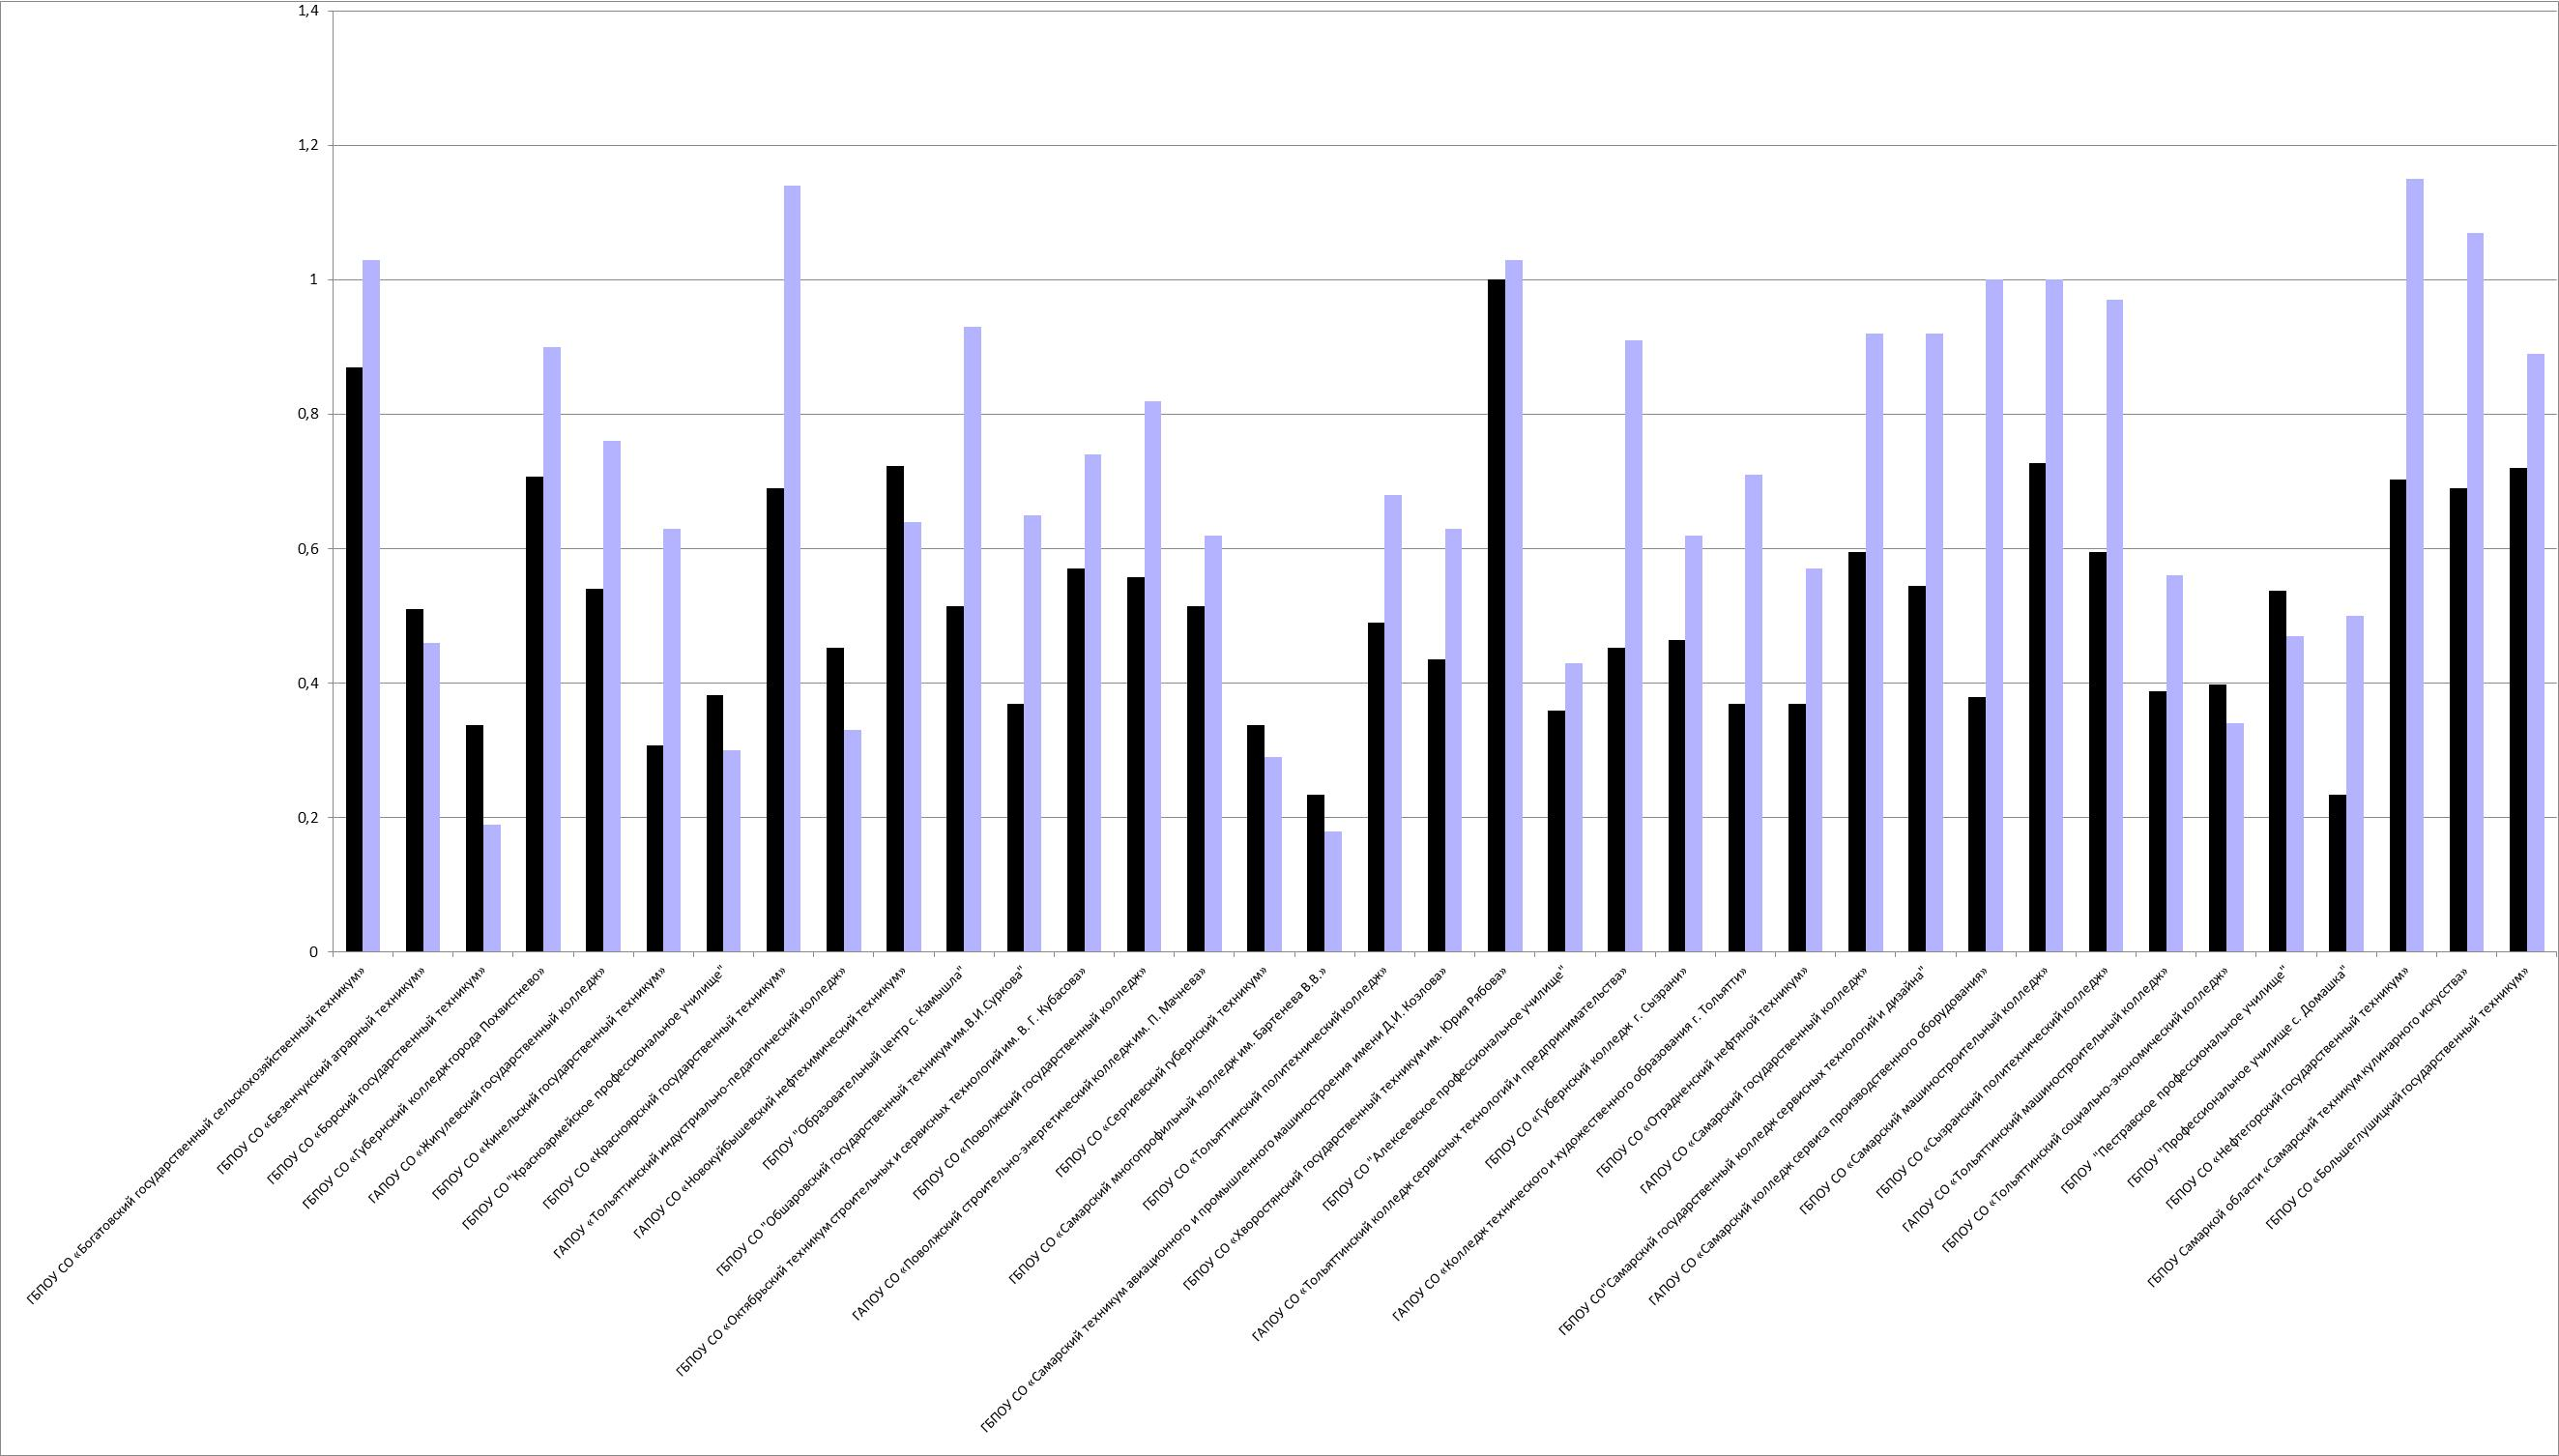 1,4
1,2
1
0,8
0,6
0,4
0,2
0
ГБПОУ СО «Богатовский государственный сельскохозяйственный техникум»
ГБПОУ СО «Безенчукский аграрный техникум»
ГБПОУ СО «Борский государственный техникум»
ГБПОУ СО «Губернский колледж города Похвистнево»
ГАПОУ СО «Жигулевский государственный колледж»
ГБПОУ СО «Кинельский государственный техникум»
ГБПОУ СО "Красноармейское профессиональное училище"
ГБПОУ СО «Красноярский государственный техникум»
ГАПОУ «Тольяттинский индустриально-педагогический колледж»
ГАПОУ СО «Новокуйбышевский нефтехимический техникум»
ГБПОУ "Образовательный центр с. Камышла"
ГБПОУ СО "Обшаровский государственный техникум им.В.И.Суркова"
ГБПОУ СО «Октябрьский техникум строительных и сервисных технологий им. В. Г. Кубасова»
ГБПОУ СО «Поволжский государственный колледж»
ГАПОУ СО «Поволжский строительно-энергетический колледж им. П. Мачнева»
ГБПОУ СО «Сергиевский губернский техникум»
ГБПОУ СО «Самарский многопрофильный колледж им. Бартенева В.В.»
ГБПОУ СО «Тольяттинский политехнический колледж»
ГБПОУ СО «Самарский техникум авиационного и промышленного машиностроения имени Д.И. Козлова»
ГБПОУ СО «Хворостянский государственный техникум им. Юрия Рябова»
ГБПОУ СО "Алексеевское профессиональное училище"
ГАПОУ СО «Тольяттинский колледж сервисных технологий и предпринимательства»
ГБПОУ СО «Губернский колледж г. Сызрани»
ГАПОУ СО «Колледж технического и художественного образования г. Тольятти»
ГБПОУ СО «Отрадненский нефтяной техникум»
ГАПОУ СО «Самарский государственный колледж»
ГБПОУ СО"Самарский государственный колледж сервисных технологий и дизайна"
ГАПОУ СО «Самарский колледж сервиса производственного оборудования»
ГБПОУ СО «Самарский машиностроительный колледж»
ГБПОУ СО «Сызранский политехнический колледж»
ГАПОУ СО «Тольяттинский машиностроительный колледж»
ГБПОУ СО «Тольяттинский социально-экономический колледж»
ГБПОУ "Пестравское профессиональное училище"
ГБПОУ "Профессиональное училище с. Домашка"
ГБПОУ СО «Нефтегорский государственный техникум»
ГБПОУ Самаркой области «Самарский техникум кулинарного искусства»
ГБПОУ СО «Большеглушицкий государственный техникум»